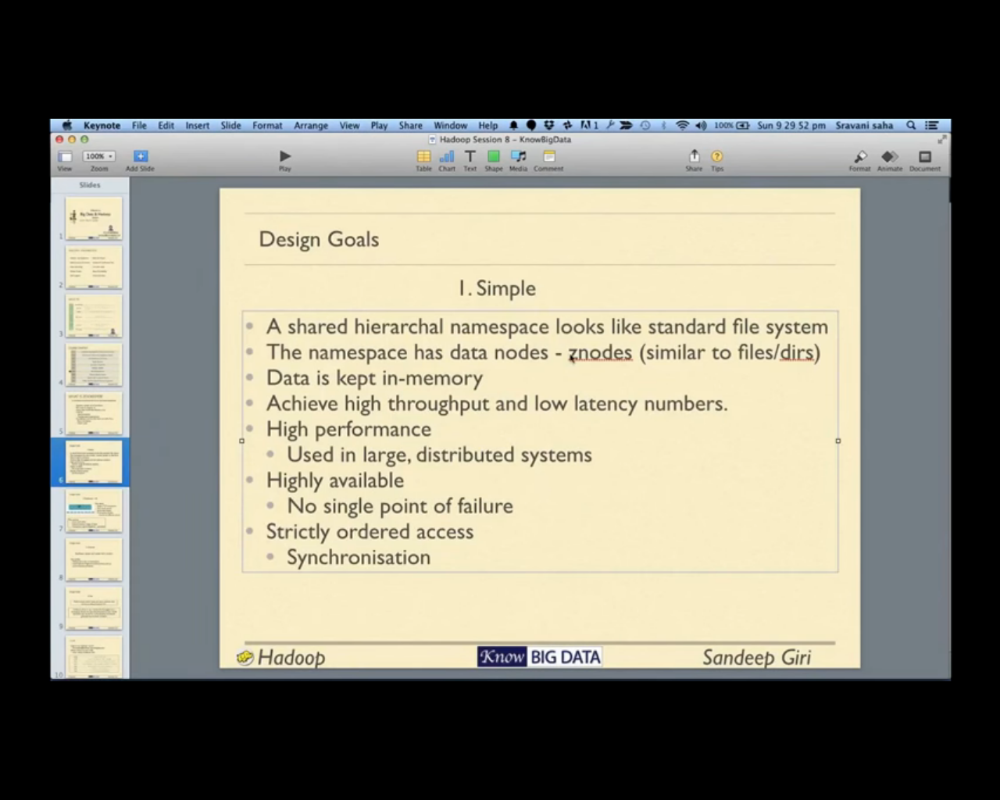 Keynote File Edit Insert Slide Format Arrange View Play Share Window Help 1 100% Sun 9 29 52 pm Sravani saha
Hadoop Session 8 – KnowBigData
100%
View Zoom Add Slide Play Table Chart Text Shape Media Comment Share Tips Format Animate Document
Slides
1
2
3
4
5
6
7
8
9
10
Design Goals
1. Simple
A shared hierarchal namespace looks like standard file system
The namespace has data nodes - znodes (similar to files/dirs)
Data is kept in-memory
Achieve high throughput and low latency numbers.
High performance
Used in large, distributed systems
Highly available
No single point of failure
Strictly ordered access
Synchronisation
Hadoop Know BIG DATA Sandeep Giri